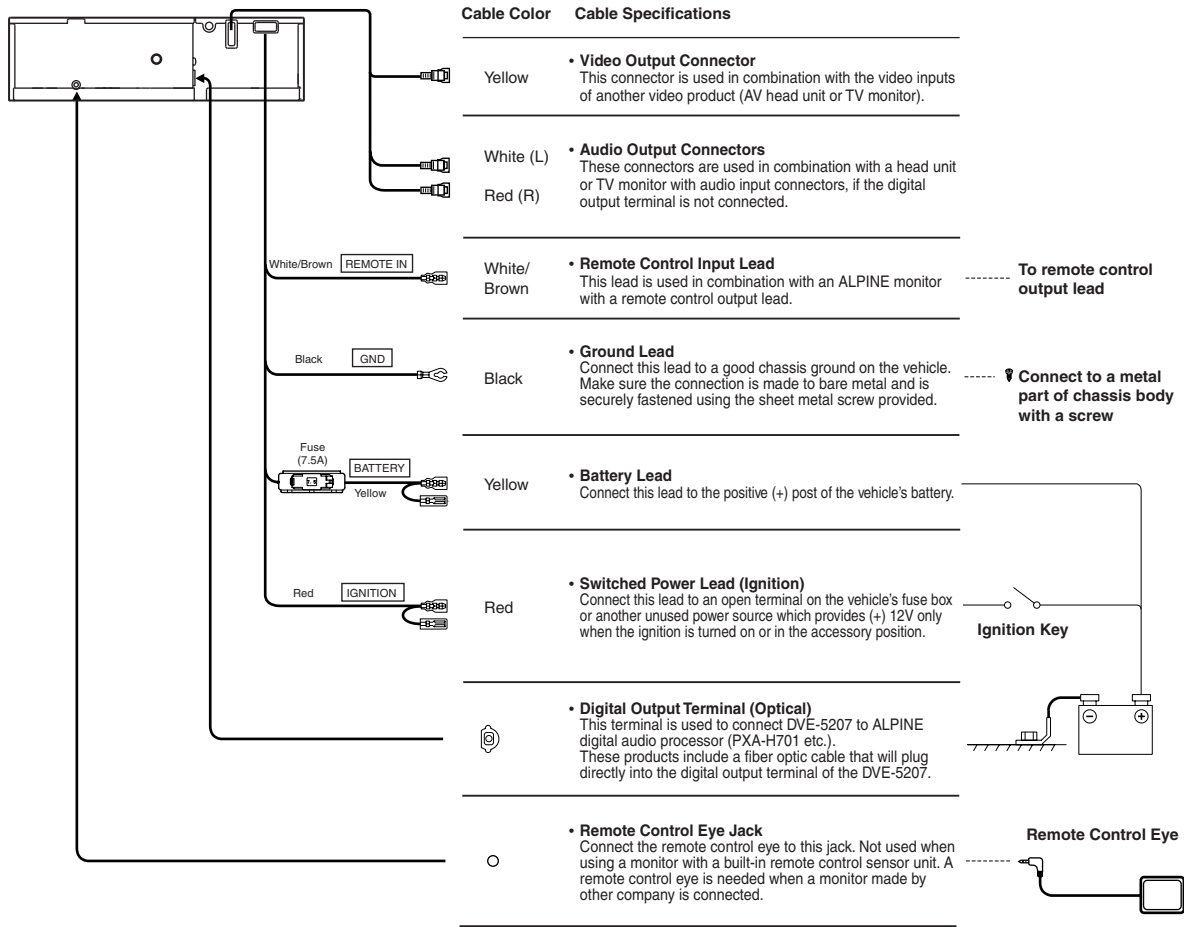 Cable Color Cable Specifications
Yellow
• Video Output Connector
This connector is used in combination with the video inputs
of another video product (AV head unit or TV monitor).
White (L)
Red (R)
• Audio Output Connectors
These connectors are used in combination with a head unit
or TV monitor with audio input connectors, if the digital
output terminal is not connected.
White/Brown REMOTE IN
White/
Brown
• Remote Control Input Lead
This lead is used in combination with an ALPINE monitor
with a remote control output lead.
To remote control
output lead
Black GND
Black
• Ground Lead
Connect this lead to a good chassis ground on the vehicle.
Make sure the connection is made to bare metal and is
securely fastened using the sheet metal screw provided.
Connect to a metal
part of chassis body
with a screw
Fuse
(7.5A)
BATTERY
Yellow
Yellow
• Battery Lead
Connect this lead to the positive (+) post of the vehicle's battery.
Red IGNITION
Red
• Switched Power Lead (Ignition)
Connect this lead to an open terminal on the vehicle's fuse box
or another unused power source which provides (+) 12V only
when the ignition is turned on or in the accessory position.
Ignition Key
• Digital Output Terminal (Optical)
This terminal is used to connect DVE-5207 to ALPINE
digital audio processor (PXA-H701 etc.).
These products include a fiber optic cable that will plug
directly into the digital output terminal of the DVE-5207.
− +
• Remote Control Eye Jack
Connect the remote control eye to this jack. Not used when
using a monitor with a built-in remote control sensor unit. A
remote control eye is needed when a monitor made by
other company is connected.
Remote Control Eye